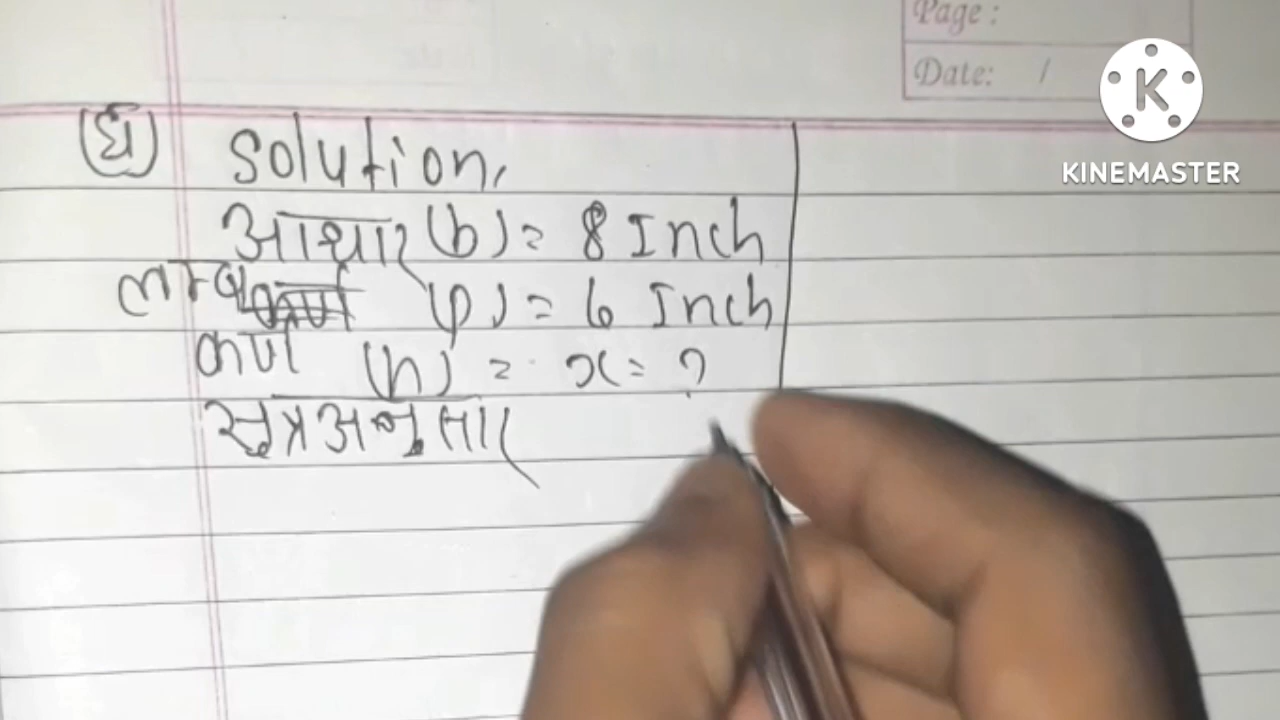 Page :
Date: /
K
KINEMASTER
(घ) Solution,
आधार (b) = 8 Inch
लम्ब (p) = 6 Inch
कर्ण (h) = x = ?
सूत्रअनुसार